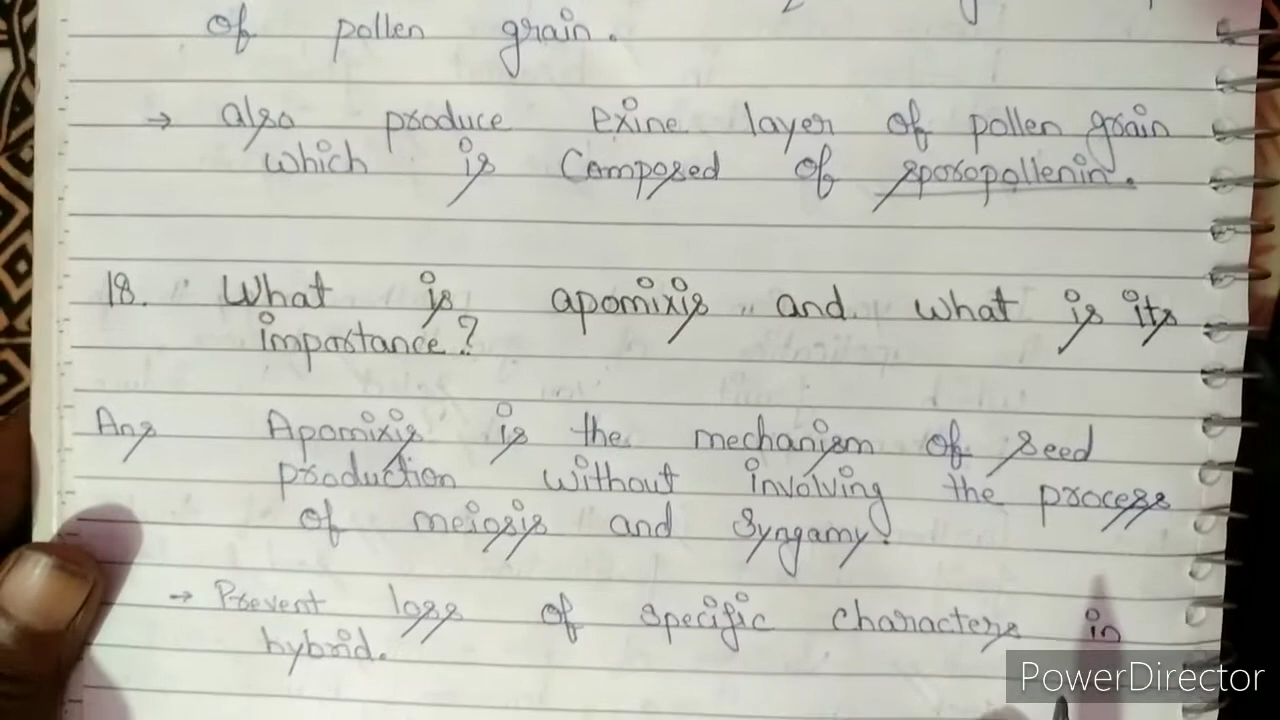 of pollen grain.
→ also produce exine layer of pollen grain
which is Composed of sporopollenin.
18. What is apomixis and what is its
importance?
Ans Apomixis is the mechanism of seed
production without involving the process
of meiosis and syngamy.
→ Prevent loss of specific characters in
hybrid.
PowerDirector